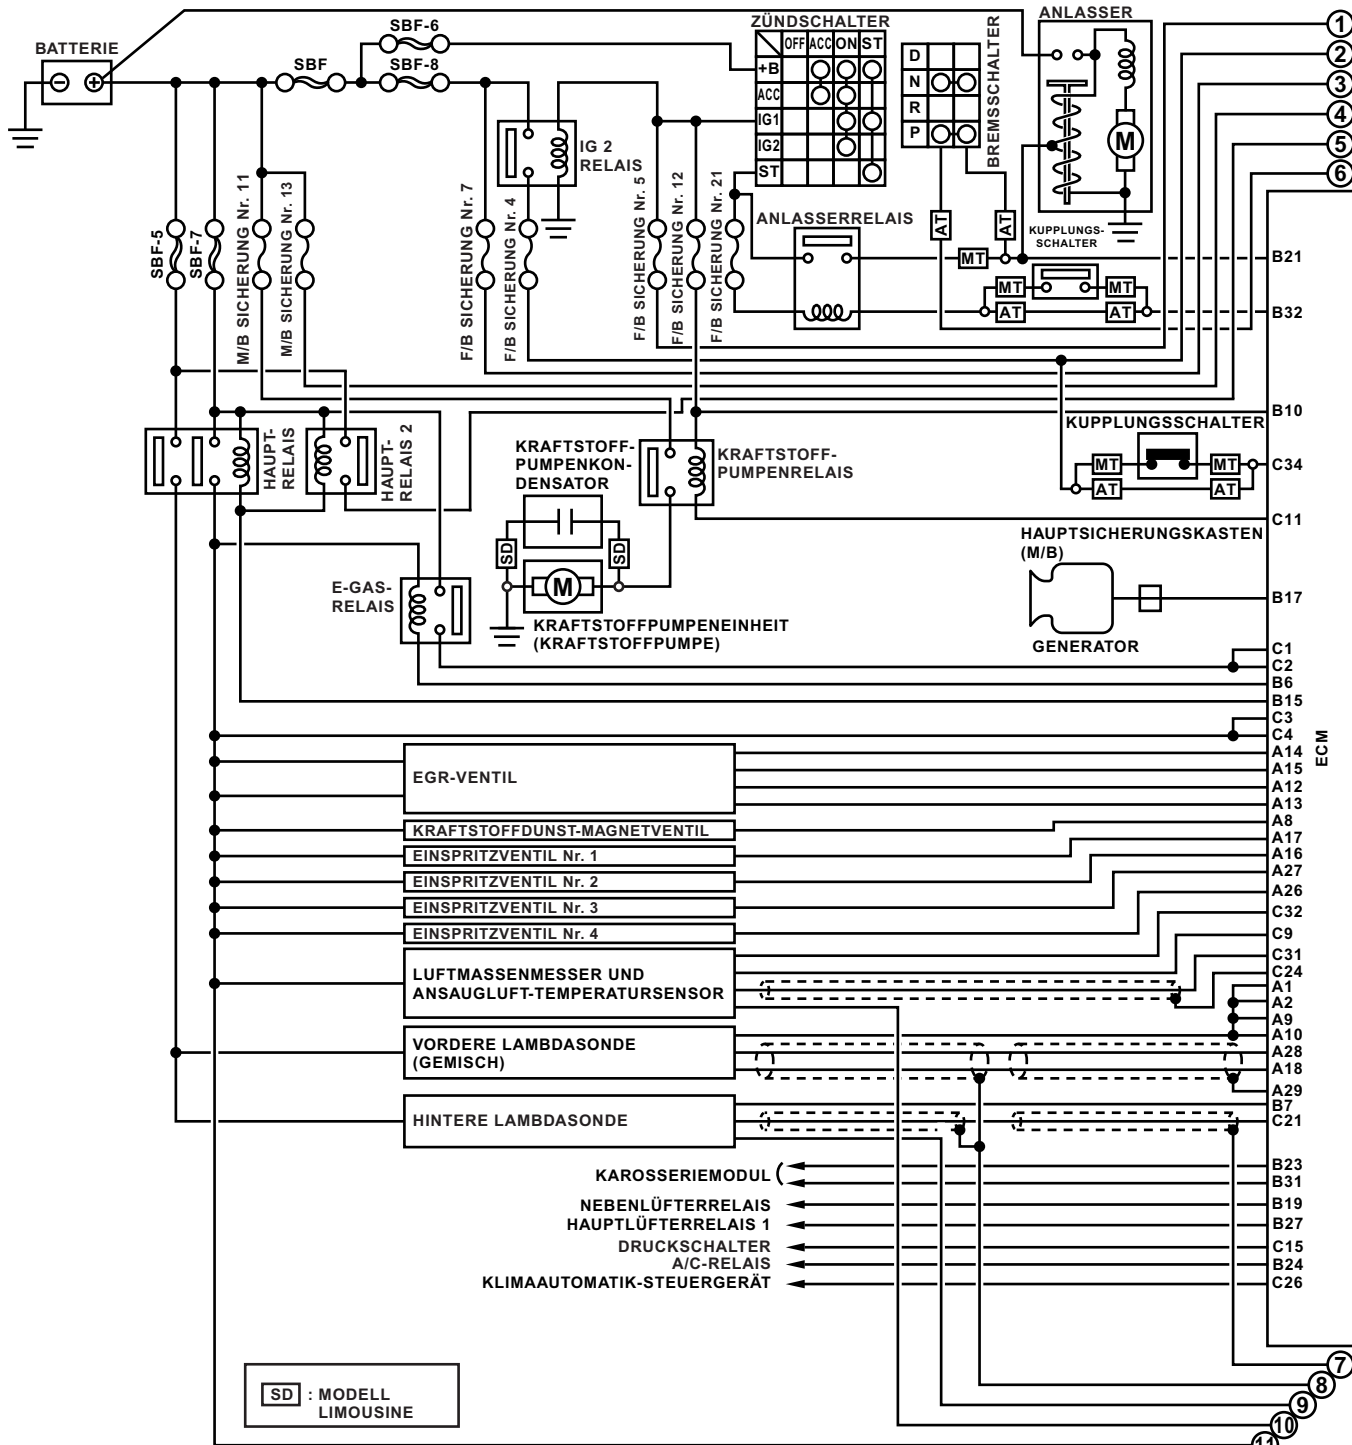 BATTERIE
SBF-6
SBF
SBF-8
ZÜNDSCHALTER
OFF ACC ON ST
+B
ACC
IG1
IG2
ST
D
N
R
P
BREMSSCHALTER
ANLASSER
M
1
2
3
4
5
6
IG 2
RELAIS
SBF-5
SBF-7
M/B SICHERUNG Nr. 11
M/B SICHERUNG Nr. 13
F/B SICHERUNG Nr. 7
F/B SICHERUNG Nr. 4
F/B SICHERUNG Nr. 5
F/B SICHERUNG Nr. 12
F/B SICHERUNG Nr. 21
ANLASSERRELAIS
AT
AT
MT
KUPPLUNGS-
SCHALTER
MT
MT
AT
AT
B21
B32
B10
HAUPT-
RELAIS
HAUPT-
RELAIS 2
KRAFTSTOFF-
PUMPENKON-
DENSATOR
KRAFTSTOFF-
PUMPENRELAIS
KUPPLUNGSSCHALTER
MT
MT
AT
AT
C34
C11
SD
SD
M
KRAFTSTOFFPUMPENEINHEIT
(KRAFTSTOFFPUMPE)
E-GAS-
RELAIS
HAUPTSICHERUNGSKASTEN
(M/B)
GENERATOR
B17
C1
C2
B6
B15
C3
C4
ECM
EGR-VENTIL
A14
A15
A12
A13
KRAFTSTOFFDUNST-MAGNETVENTIL
A8
EINSPRITZVENTIL Nr. 1
A17
EINSPRITZVENTIL Nr. 2
A16
EINSPRITZVENTIL Nr. 3
A27
EINSPRITZVENTIL Nr. 4
A26
LUFTMASSENMESSER UND
ANSAUGLUFT-TEMPERATURSENSOR
C32
C9
C31
C24
A1
A2
A9
A10
VORDERE LAMBDASONDE
(GEMISCH)
A28
A18
A29
HINTERE LAMBDASONDE
B7
C21
KAROSSERIEMODUL
B23
B31
NEBENLÜFTERRELAIS
B19
HAUPTLÜFTERRELAIS 1
B27
DRUCKSCHALTER
C15
A/C-RELAIS
B24
KLIMAAUTOMATIK-STEUERGERÄT
C26
SD : MODELL
LIMOUSINE
7
8
9
10
11